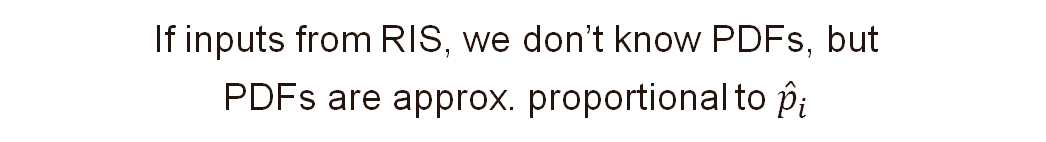 If inputs from RIS, we don’t know PDFs, but
PDFs are approx. proportional to p̂ᵢ